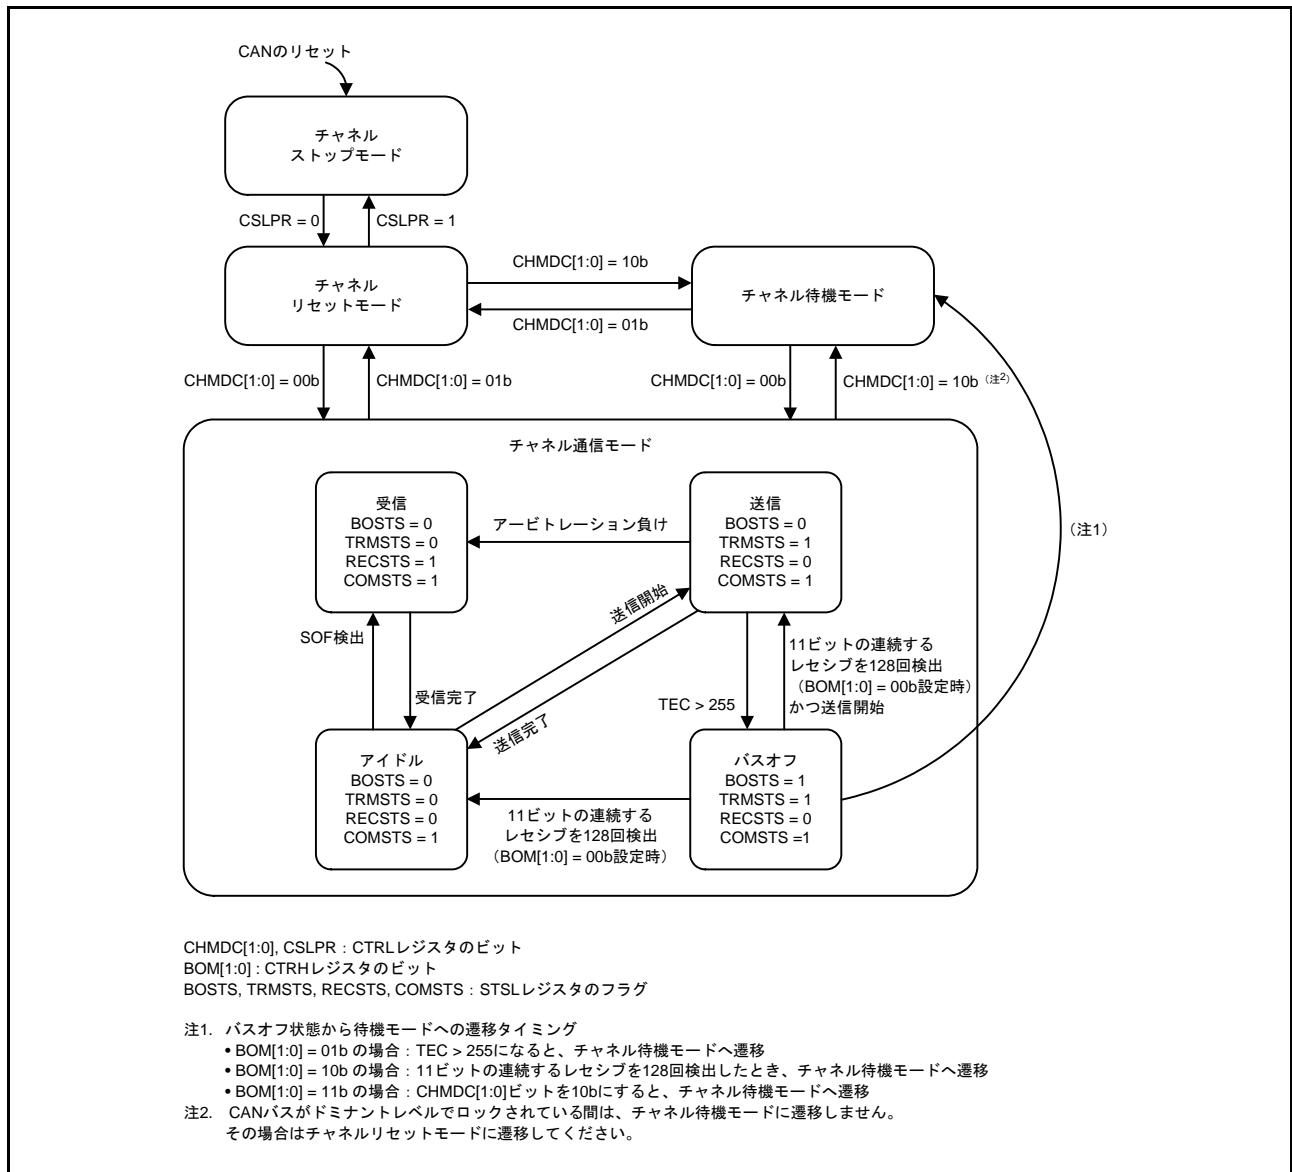 CANのリセット
チャネル
ストップモード
CSLPR = 0
CSLPR = 1
チャネル
リセットモード
CHMDC[1:0] = 10b
CHMDC[1:0] = 01b
チャネル待機モード
CHMDC[1:0] = 00b
CHMDC[1:0] = 01b
CHMDC[1:0] = 00b
CHMDC[1:0] = 10b（注2）
チャネル通信モード
受信
BOSTS = 0
TRMSTS = 0
RECSTS = 1
COMSTS = 1
アービトレーション負け
送信
BOSTS = 0
TRMSTS = 1
RECSTS = 0
COMSTS = 1
（注1）
SOF検出
受信完了
送信開始
送信完了
TEC > 255
11ビットの連続する
レセシブを128回検出
（BOM[1:0] = 00b設定時）
かつ送信開始
アイドル
BOSTS = 0
TRMSTS = 0
RECSTS = 0
COMSTS = 1
11ビットの連続する
レセシブを128回検出
（BOM[1:0] = 00b設定時）
バスオフ
BOSTS = 1
TRMSTS = 1
RECSTS = 0
COMSTS =1
CHMDC[1:0], CSLPR : CTRLレジスタのビット
BOM[1:0] : CTRHレジスタのビット
BOSTS, TRMSTS, RECSTS, COMSTS : STSLレジスタのフラグ
注1. バスオフ状態から待機モードへの遷移タイミング
• BOM[1:0] = 01b の場合 : TEC > 255になると、チャネル待機モードへ遷移
• BOM[1:0] = 10b の場合 : 11ビットの連続するレセシブを128回検出したとき、チャネル待機モードへ遷移
• BOM[1:0] = 11b の場合 : CHMDC[1:0]ビットを10bにすると、チャネル待機モードへ遷移
注2. CANバスがドミナントレベルでロックされている間は、チャネル待機モードに遷移しません。
その場合はチャネルリセットモードに遷移してください。